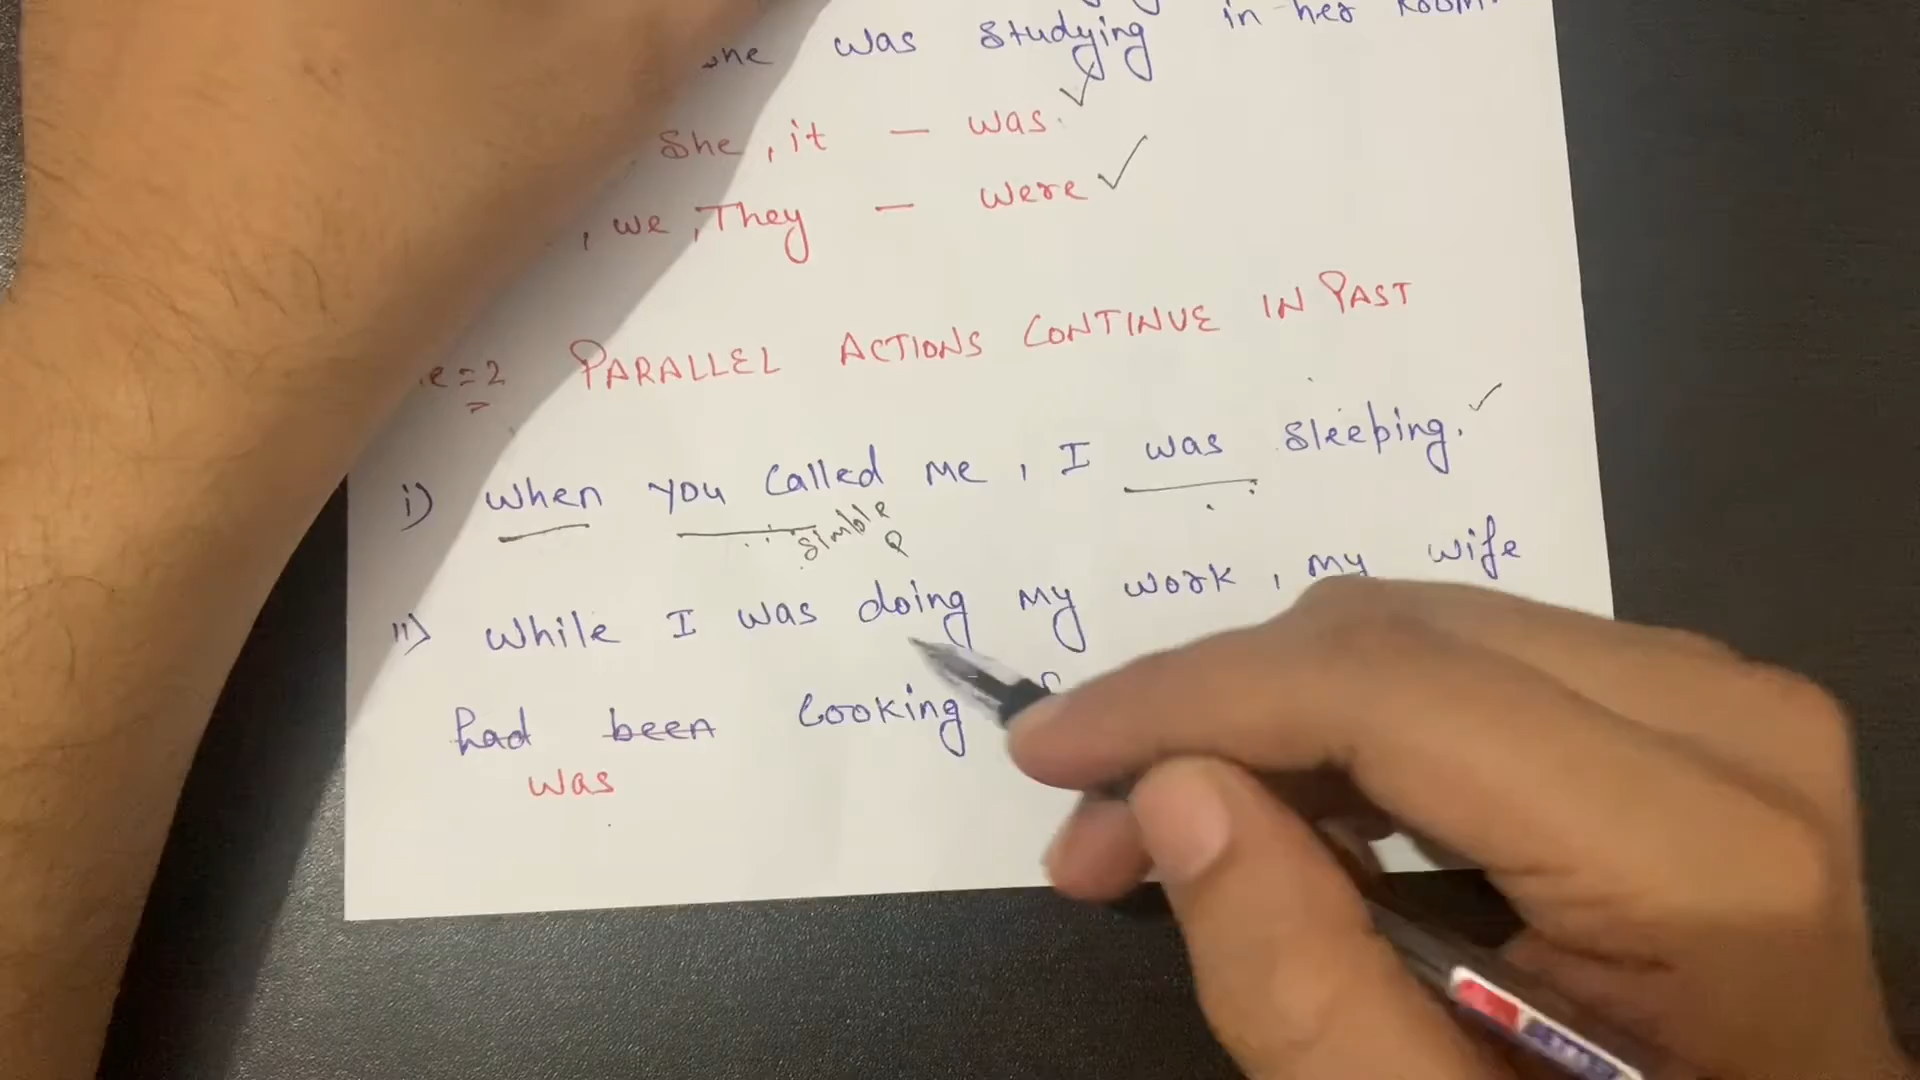 was studying in her room.
She, it — was.
, we, They — were
e = 2 PARALLEL ACTIONS CONTINUE IN PAST
i) When you called me, I was sleeping.
simple P
ii) While I was doing my work, my wife
had been cooking
was